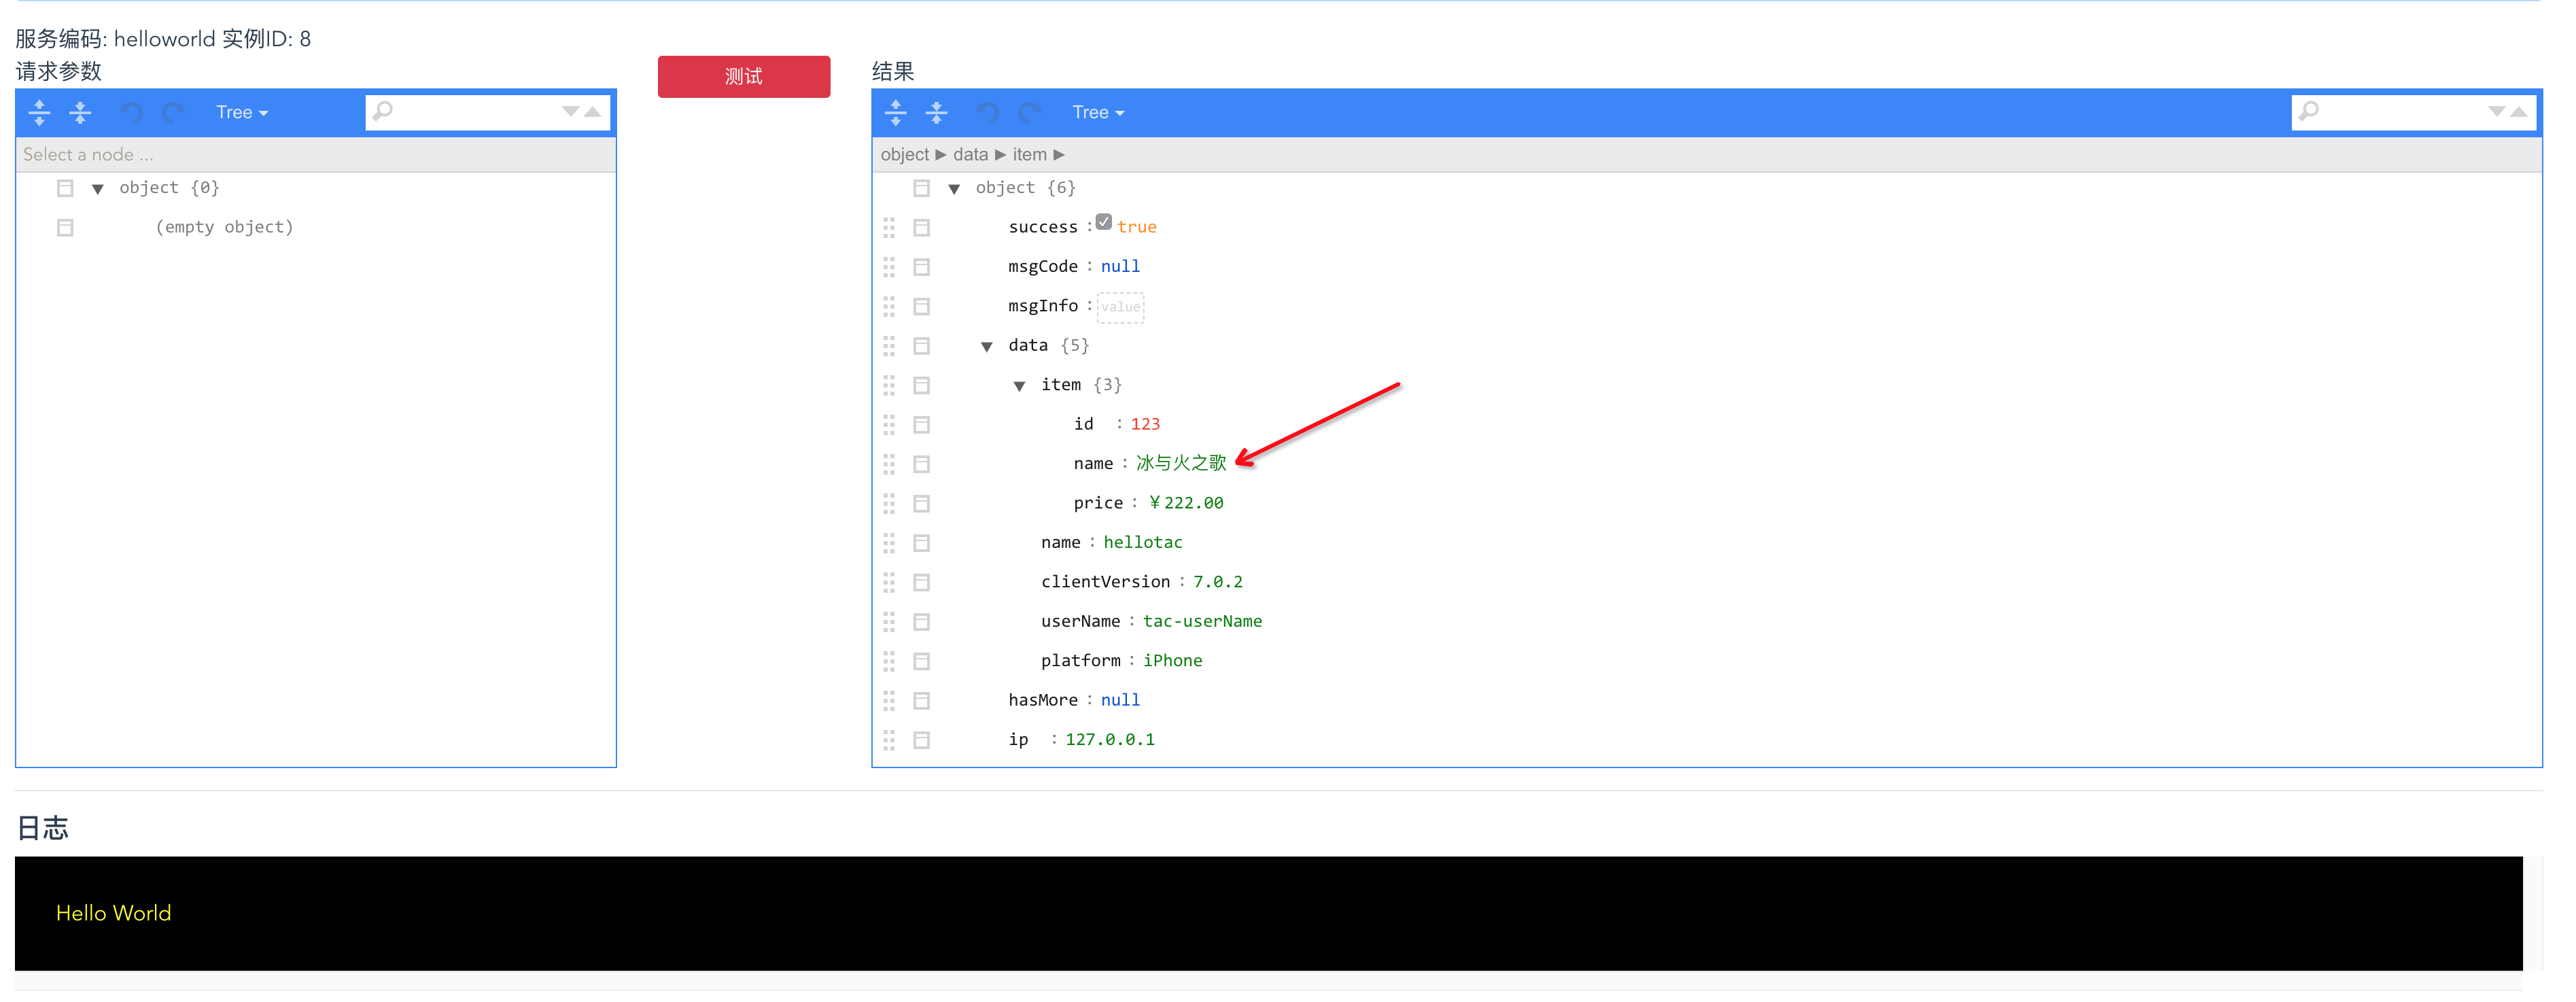 服务编码: helloworld 实例ID: 8
请求参数
测试
结果
Tree
Select a node ...
object {0}
(empty object)
Tree
object ▶ data ▶ item ▶
object {6}
success : true
msgCode : null
msgInfo : value
data {5}
item {3}
id : 123
name : 冰与火之歌
price : ￥222.00
name : hellotac
clientVersion : 7.0.2
userName : tac-userName
platform : iPhone
hasMore : null
ip : 127.0.0.1
日志
Hello World